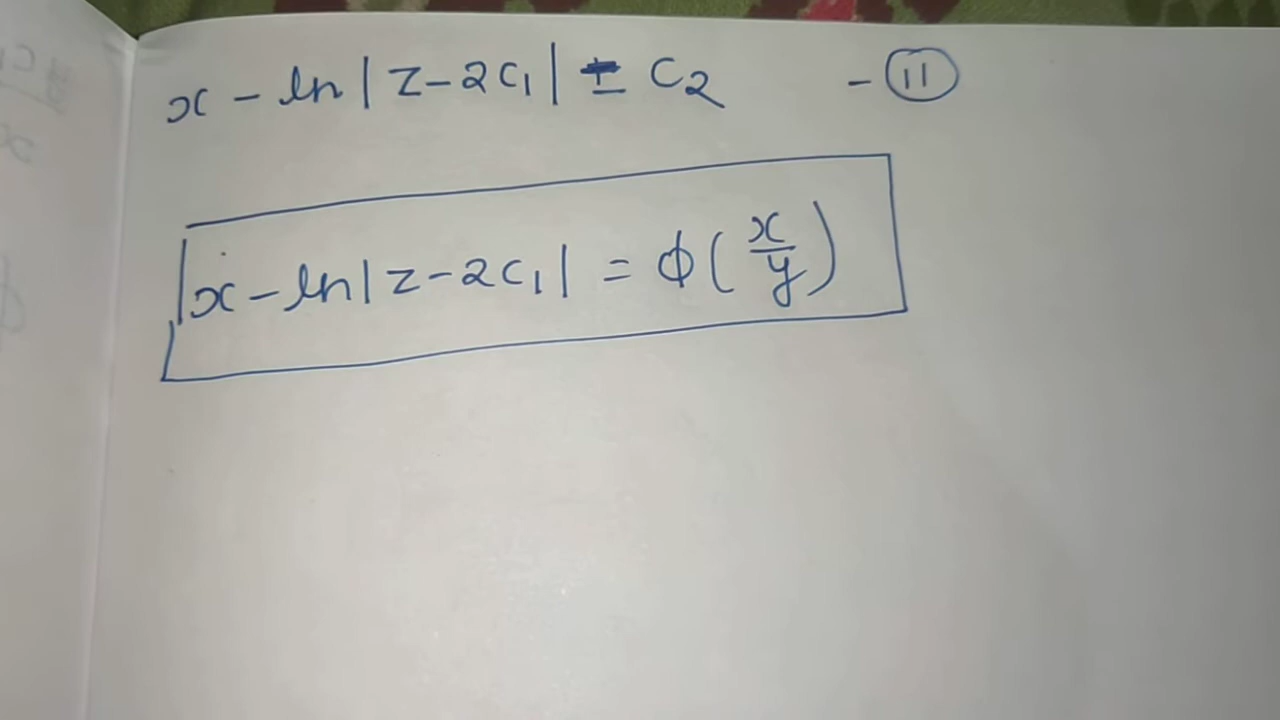 x - ln|z-2c₁| ± c₂ - ⑪
x - ln|z-2c₁| = ϕ(x/y)